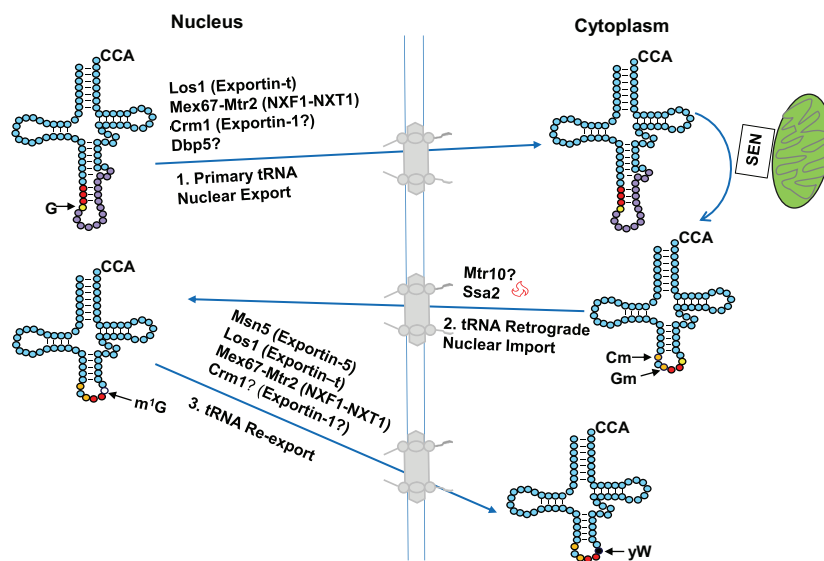 Nucleus
Cytoplasm
CCA
Los1 (Exportin-t)
Mex67-Mtr2 (NXF1-NXT1)
Crm1 (Exportin-1?)
Dbp5?
1. Primary tRNA
Nuclear Export
G
CCA
SEN
CCA
Mtr10?
Ssa2
2. tRNA Retrograde
Nuclear Import
Cm
Gm
CCA
m¹G
Msn5 (Exportin-5)
Los1 (Exportin–t)
Mex67-Mtr2 (NXF1-NXT1)
Crm1? (Exportin-1?)
3. tRNA Re-export
CCA
yW